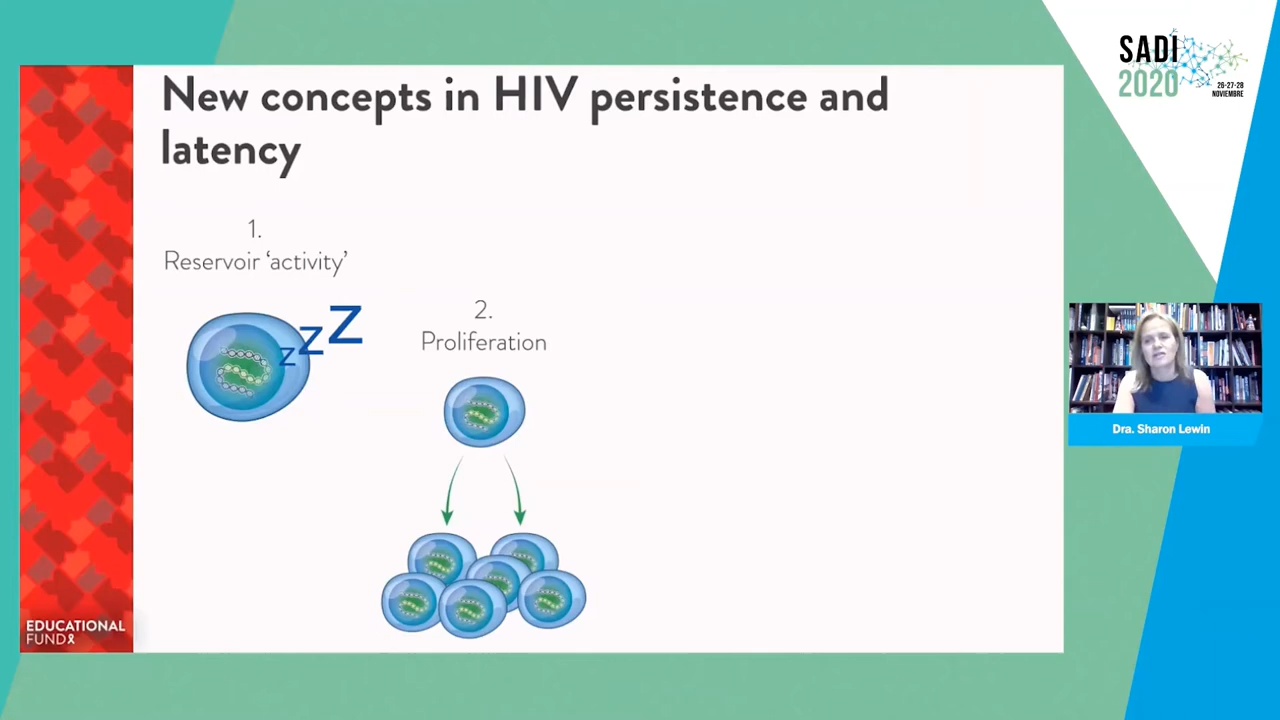 New concepts in HIV persistence and
latency
1.
Reservoir ‘activity’
z z Z
2.
Proliferation
EDUCATIONAL
FUND
SADI
2020
26-27-28
NOVIEMBRE
Dra. Sharon Lewin